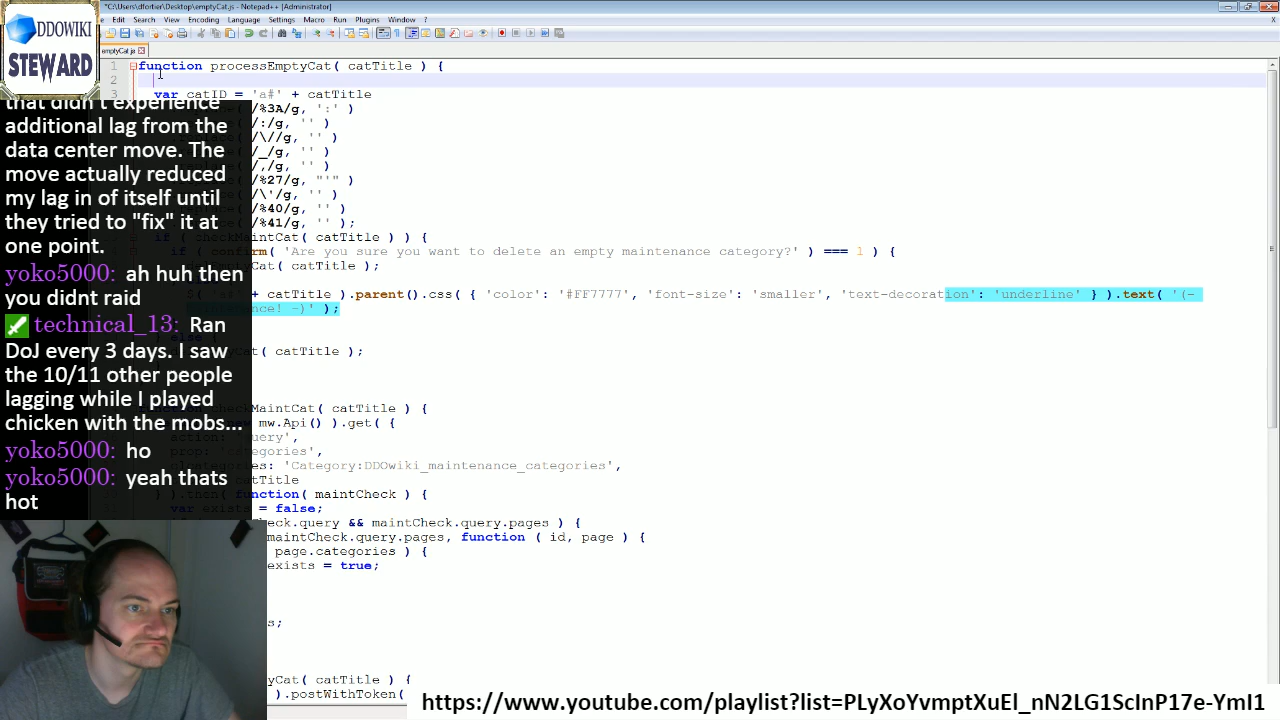 *C:\Users\dfortier\Desktop\emptyCat.js - Notepad++ [Administrator]
Edit Search View Encoding Language Settings Macro Run Plugins Window ?
emptyCat.js
DDOWIKI
STEWARD
1 function processEmptyCat( catTitle ) {
2
3 var catID = 'a#' + catTitle
/%3A/g, ':' )
/:/g, '' )
/\//g, '' )
/_/g, '' )
/,/g, '' )
/%27/g, "'" )
/\'/g, '' )
/%40/g, '' )
/%41/g, '' );
if ( checkMaintCat( catTitle ) ) {
if ( confirm( 'Are you sure you want to delete an empty maintenance category?' ) === 1 ) {
Cat( catTitle );
+ catTitle ).parent().css( { 'color': '#FF7777', 'font-size': 'smaller', 'text-decoration': 'underline' } ).text( '(-
-)' );
} else {
Cat( catTitle );
checkMaintCat( catTitle ) {
mw.Api() ).get( {
action: 'query',
prop: 'categories',
: 'Category:DDOwiki_maintenance_categories',
catTitle
} ).then( function( maintCheck ) {
var exists = false;
.query && maintCheck.query.pages ) {
maintCheck.query.pages, function ( id, page ) {
page.categories ) {
exists = true;
s;
Cat( catTitle ) {
).postWithToken(
that didn't experience
additional lag from the
data center move. The
move actually reduced
my lag in of itself until
they tried to "fix" it at
one point.
yoko5000: ah huh then
you didnt raid
technical_13: Ran
DoJ every 3 days. I saw
the 10/11 other people
lagging while I played
chicken with the mobs...
yoko5000: ho
yoko5000: yeah thats
hot
https://www.youtube.com/playlist?list=PLyXoYvmptXuEl_nN2LG1ScInP17e-YmI1